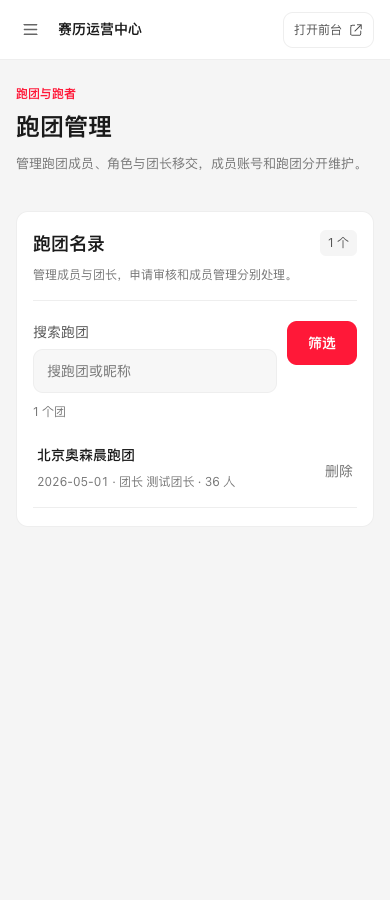 赛历运营中心
打开前台
跑团与跑者
跑团管理
管理跑团成员、角色与团长移交，成员账号和跑团分开维护。
跑团名录
1 个
管理成员与团长，申请审核和成员管理分别处理。
搜索跑团
筛选
搜跑团或昵称
1 个团
北京奥森晨跑团
2026-05-01 · 团长 测试团长 · 36 人
删除